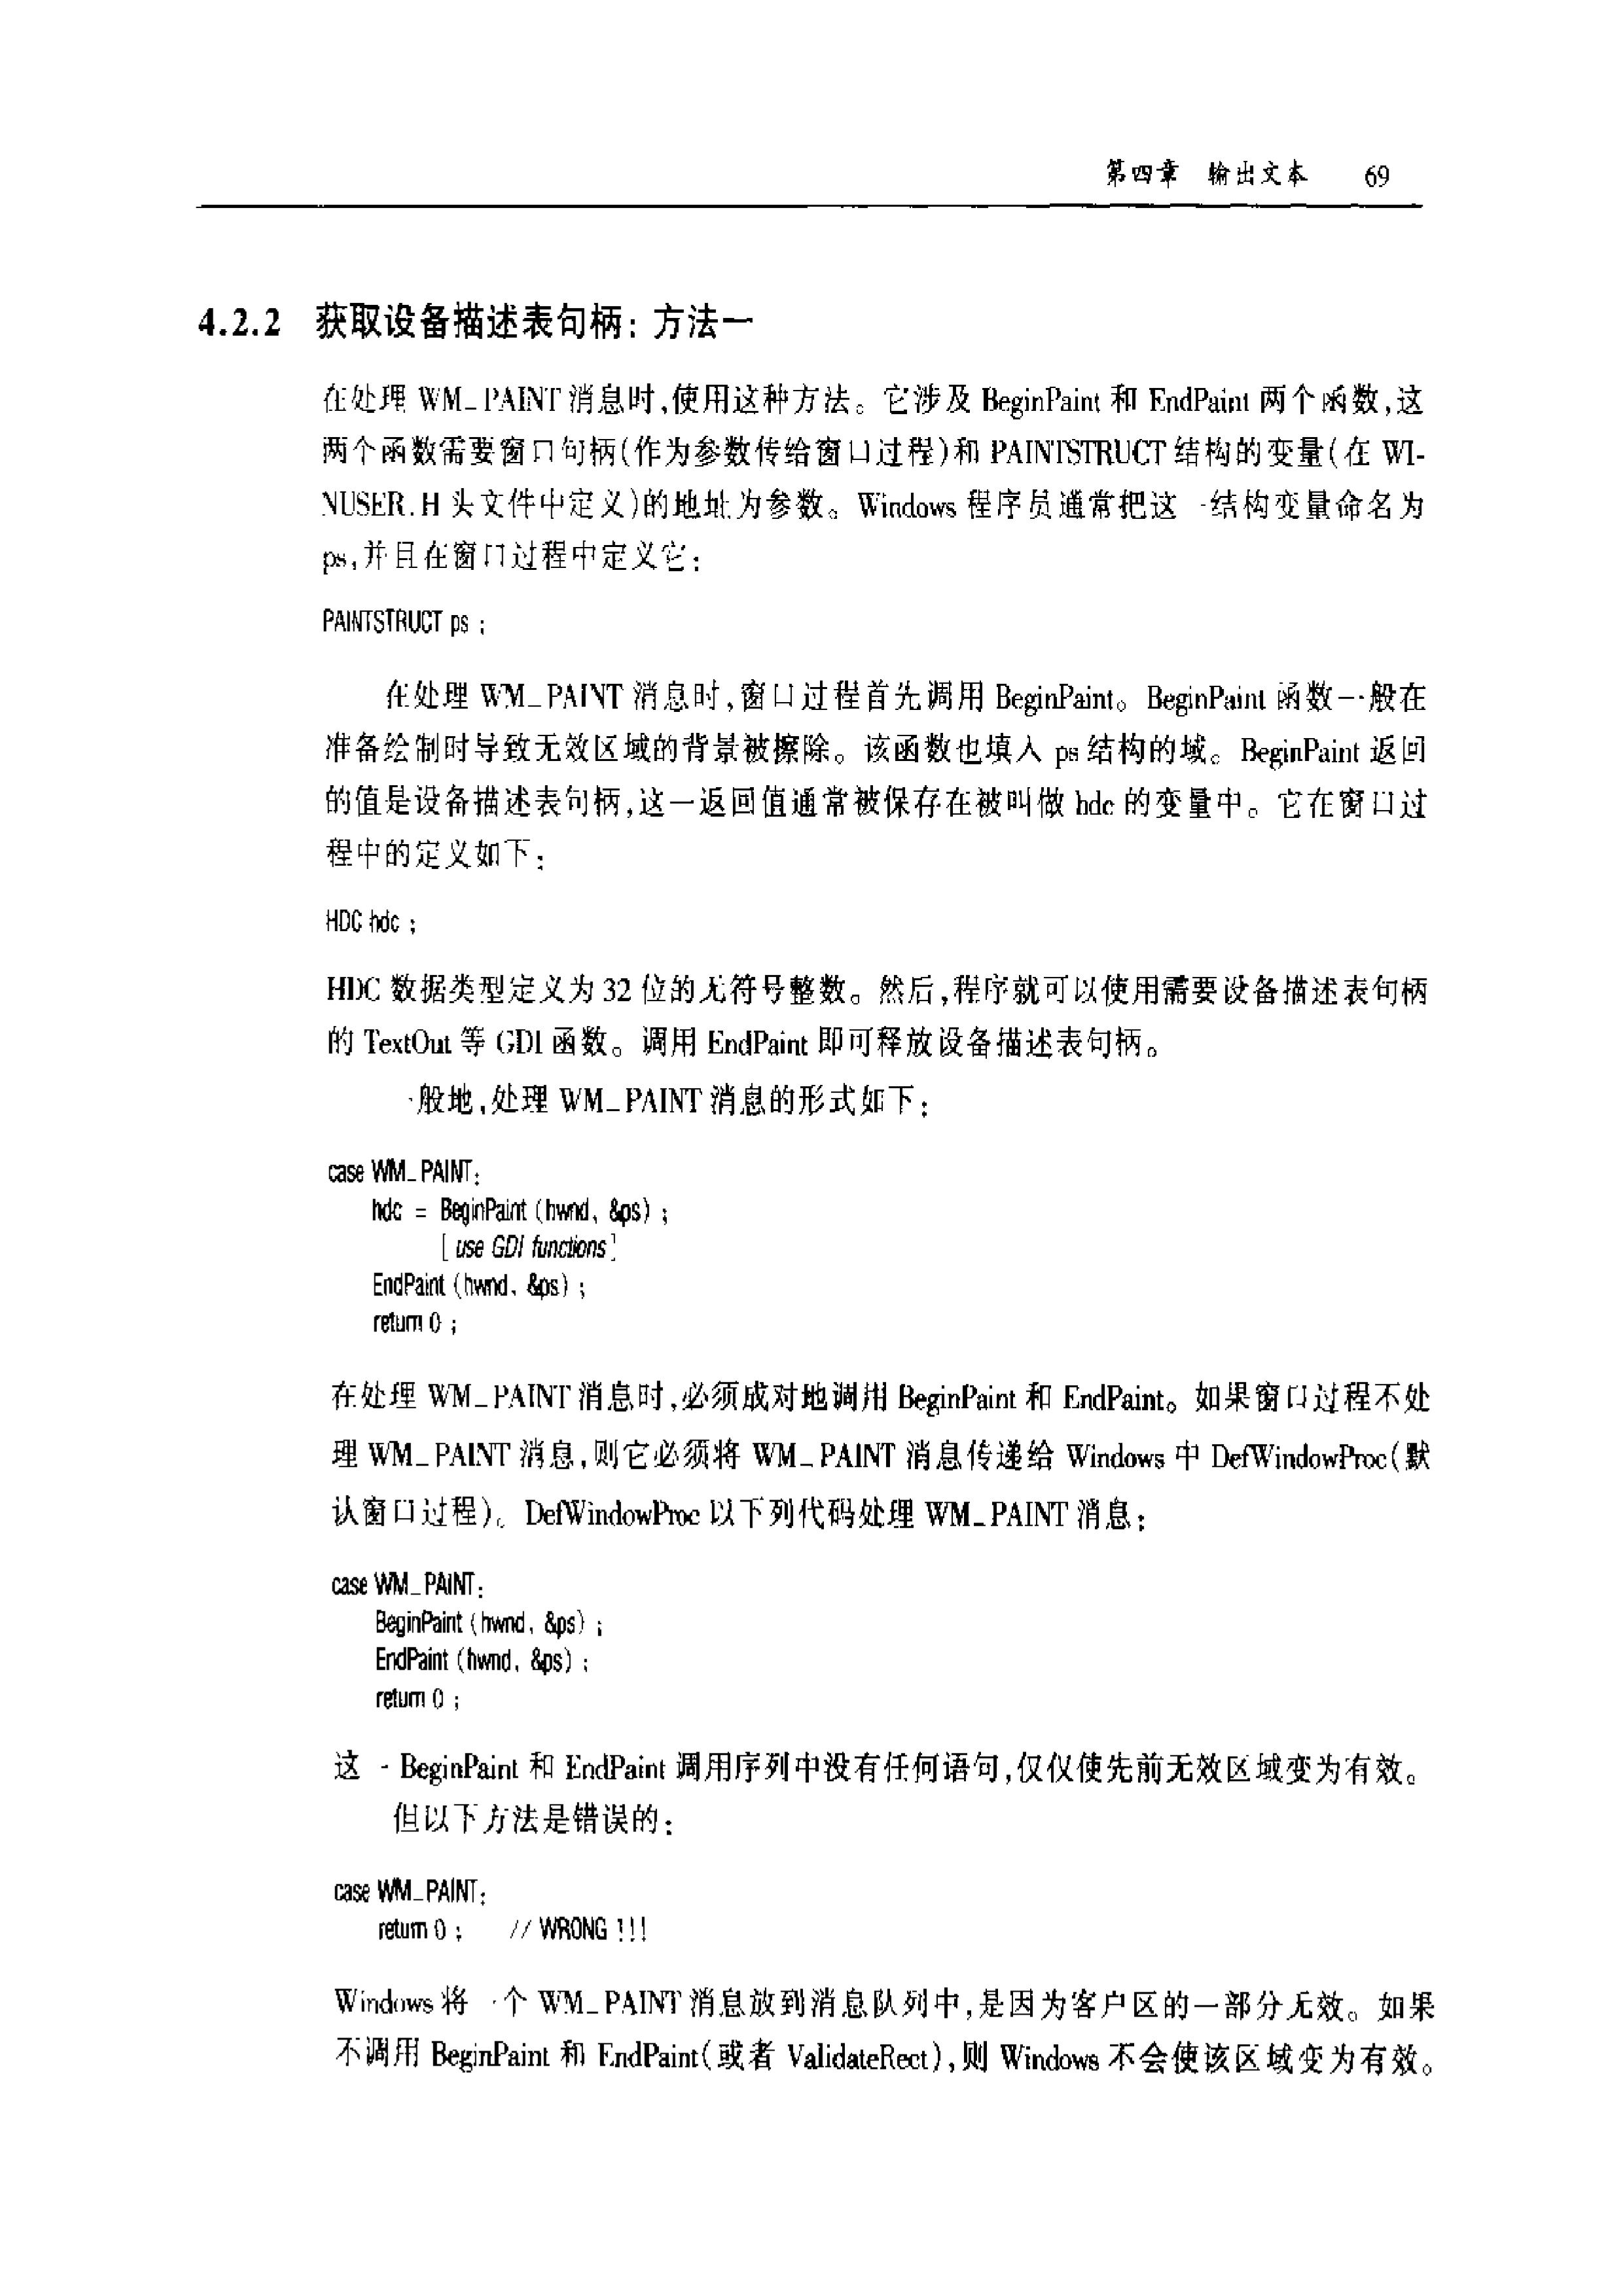 第四章 输出文本 69
4.2.2 获取设备描述表句柄：方法一
在处理 WM_PAINT 消息时,使用这种方法。它涉及 BeginPaint 和 EndPaint 两个函数,这
两个函数需要窗口句柄(作为参数传给窗口过程)和 PAINTSTRUCT 结构的变量(在 WI-
NUSER.H 头文件中定义)的地址为参数。Windows 程序员通常把这一结构变量命名为
ps,并且在窗口过程中定义它：
PAINTSTRUCT ps ;
在处理 WM_PAINT 消息时,窗口过程首先调用 BeginPaint。BeginPaint 函数一般在
准备绘制时导致无效区域的背景被擦除。该函数也填入 ps 结构的域。BeginPaint 返回
的值是设备描述表句柄,这一返回值通常被保存在被叫做 hdc 的变量中。它在窗口过
程中的定义如下：
HDC hdc ;
HDC 数据类型定义为 32 位的无符号整数。然后,程序就可以使用需要设备描述表句柄
的 TextOut 等 GDI 函数。调用 EndPaint 即可释放设备描述表句柄。
一般地,处理 WM_PAINT 消息的形式如下：
case WM_PAINT:
hdc = BeginPaint (hwnd, &ps) ;
[ use GDI functions]
EndPaint (hwnd, &ps) ;
return 0 ;
在处理 WM_PAINT 消息时,必须成对地调用 BeginPaint 和 EndPaint。如果窗口过程不处
理 WM_PAINT 消息,则它必须将 WM_PAINT 消息传递给 Windows 中 DefWindowProc(默
认窗口过程)。DefWindowProc 以下列代码处理 WM_PAINT 消息：
case WM_PAINT:
BeginPaint (hwnd, &ps) ;
EndPaint (hwnd, &ps) ;
return 0 ;
这一 BeginPaint 和 EndPaint 调用序列中没有任何语句,仅仅使先前无效区域变为有效。
但以下方法是错误的：
case WM_PAINT:
return 0 ; // WRONG !!!
Windows 将一个 WM_PAINT 消息放到消息队列中,是因为客户区的一部分无效。如果
不调用 BeginPaint 和 EndPaint(或者 ValidateRect),则 Windows 不会使该区域变为有效。